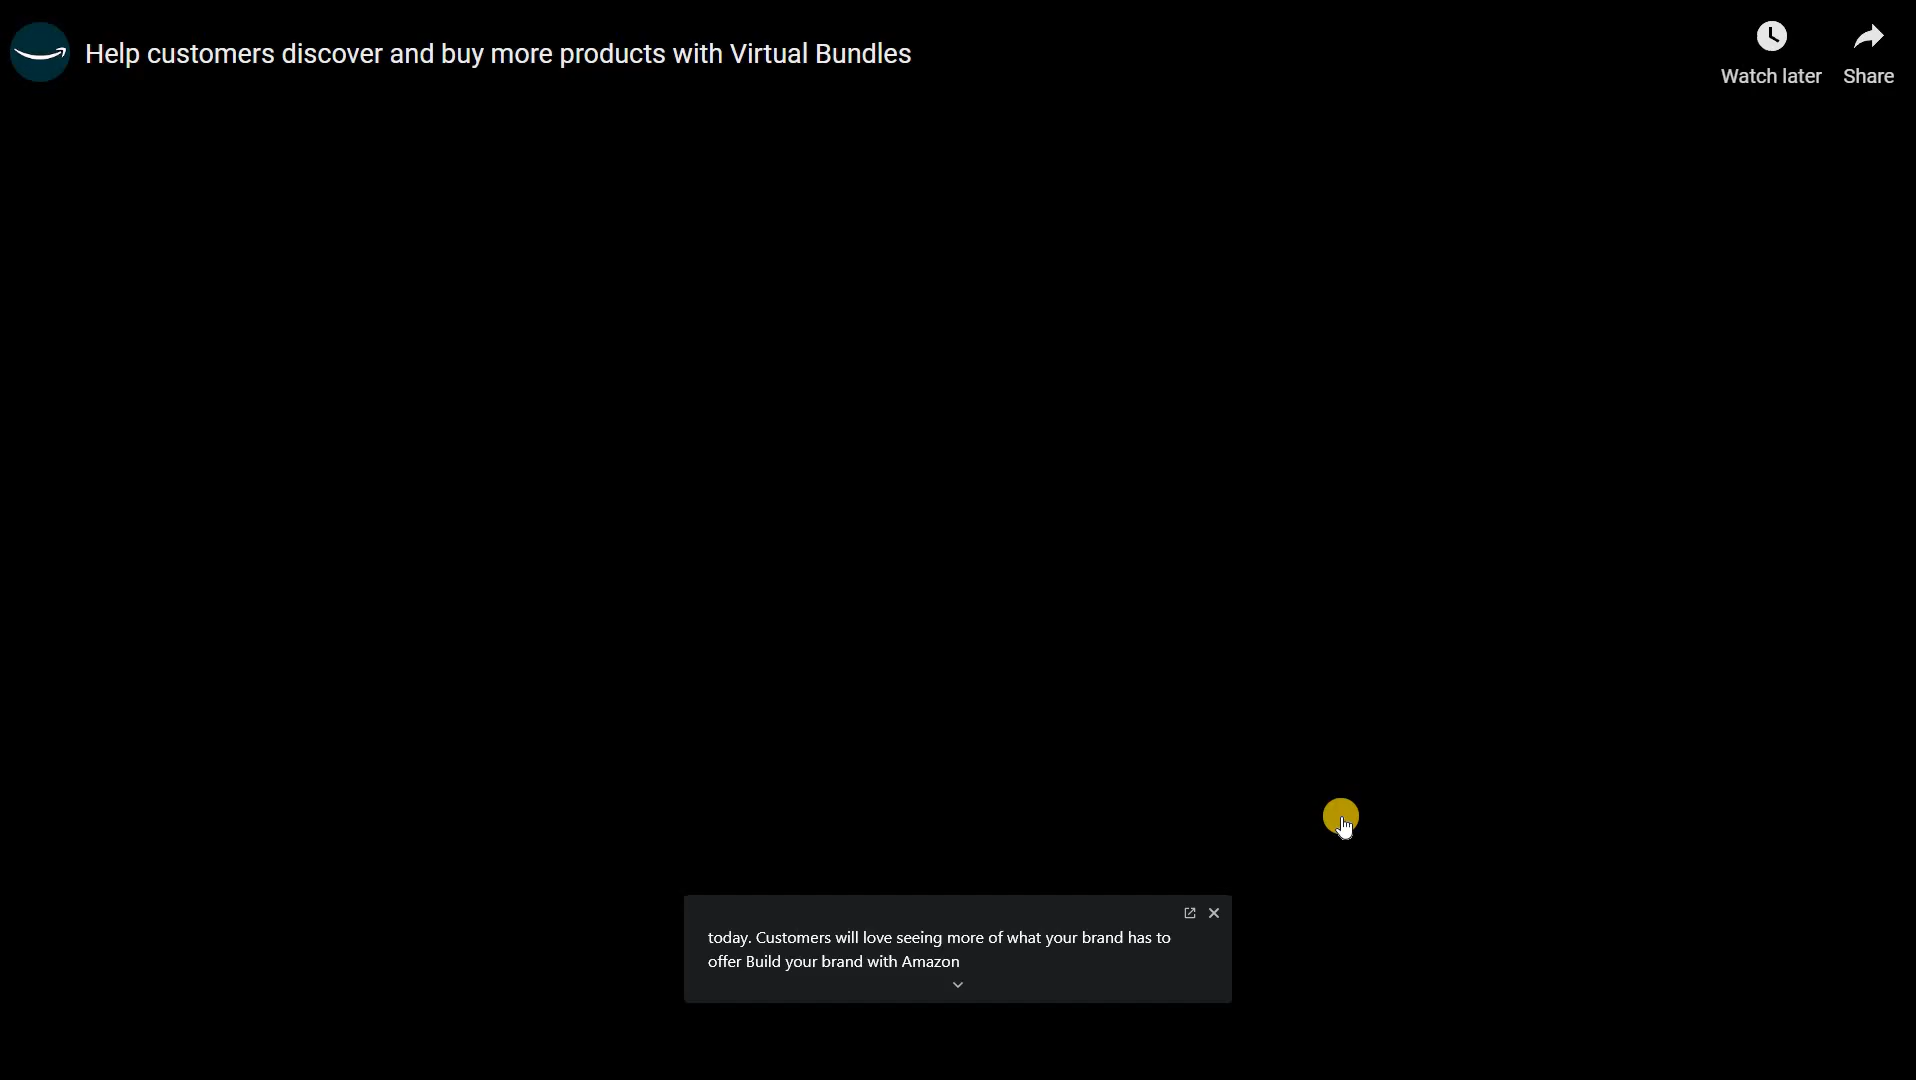 Help customers discover and buy more products with Virtual Bundles
Watch later
Share
today. Customers will love seeing more of what your brand has to
offer Build your brand with Amazon